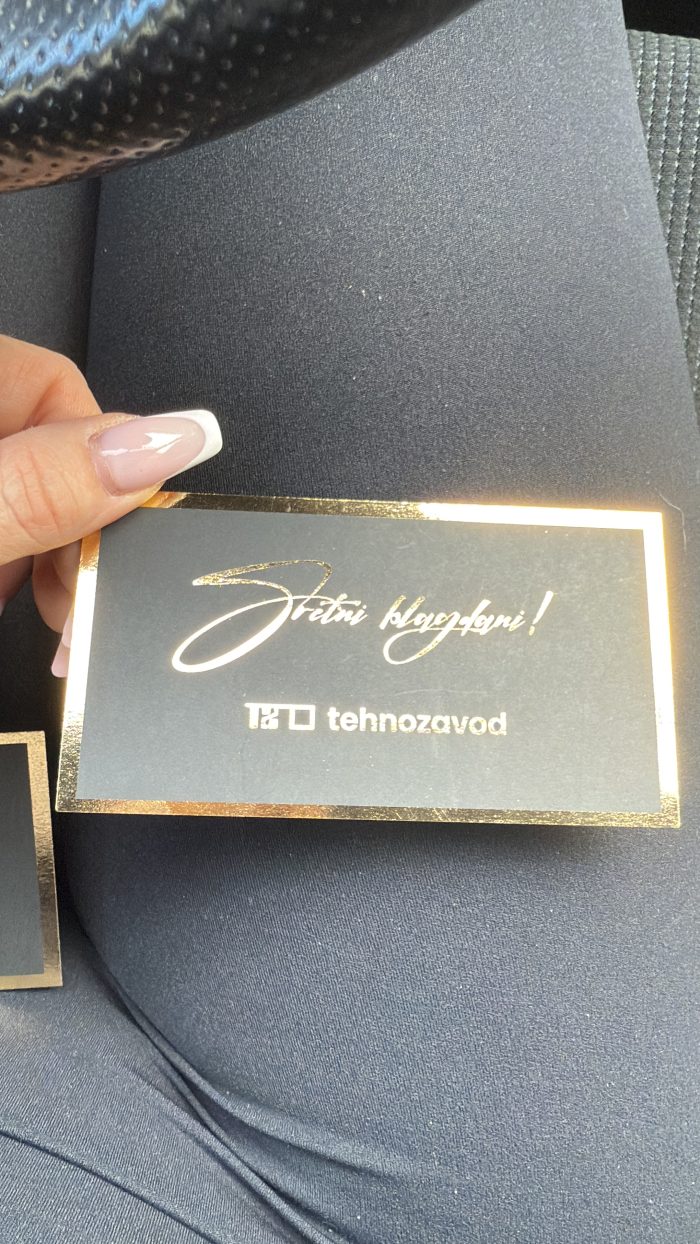 Sretni blagdani!
tehnozavod